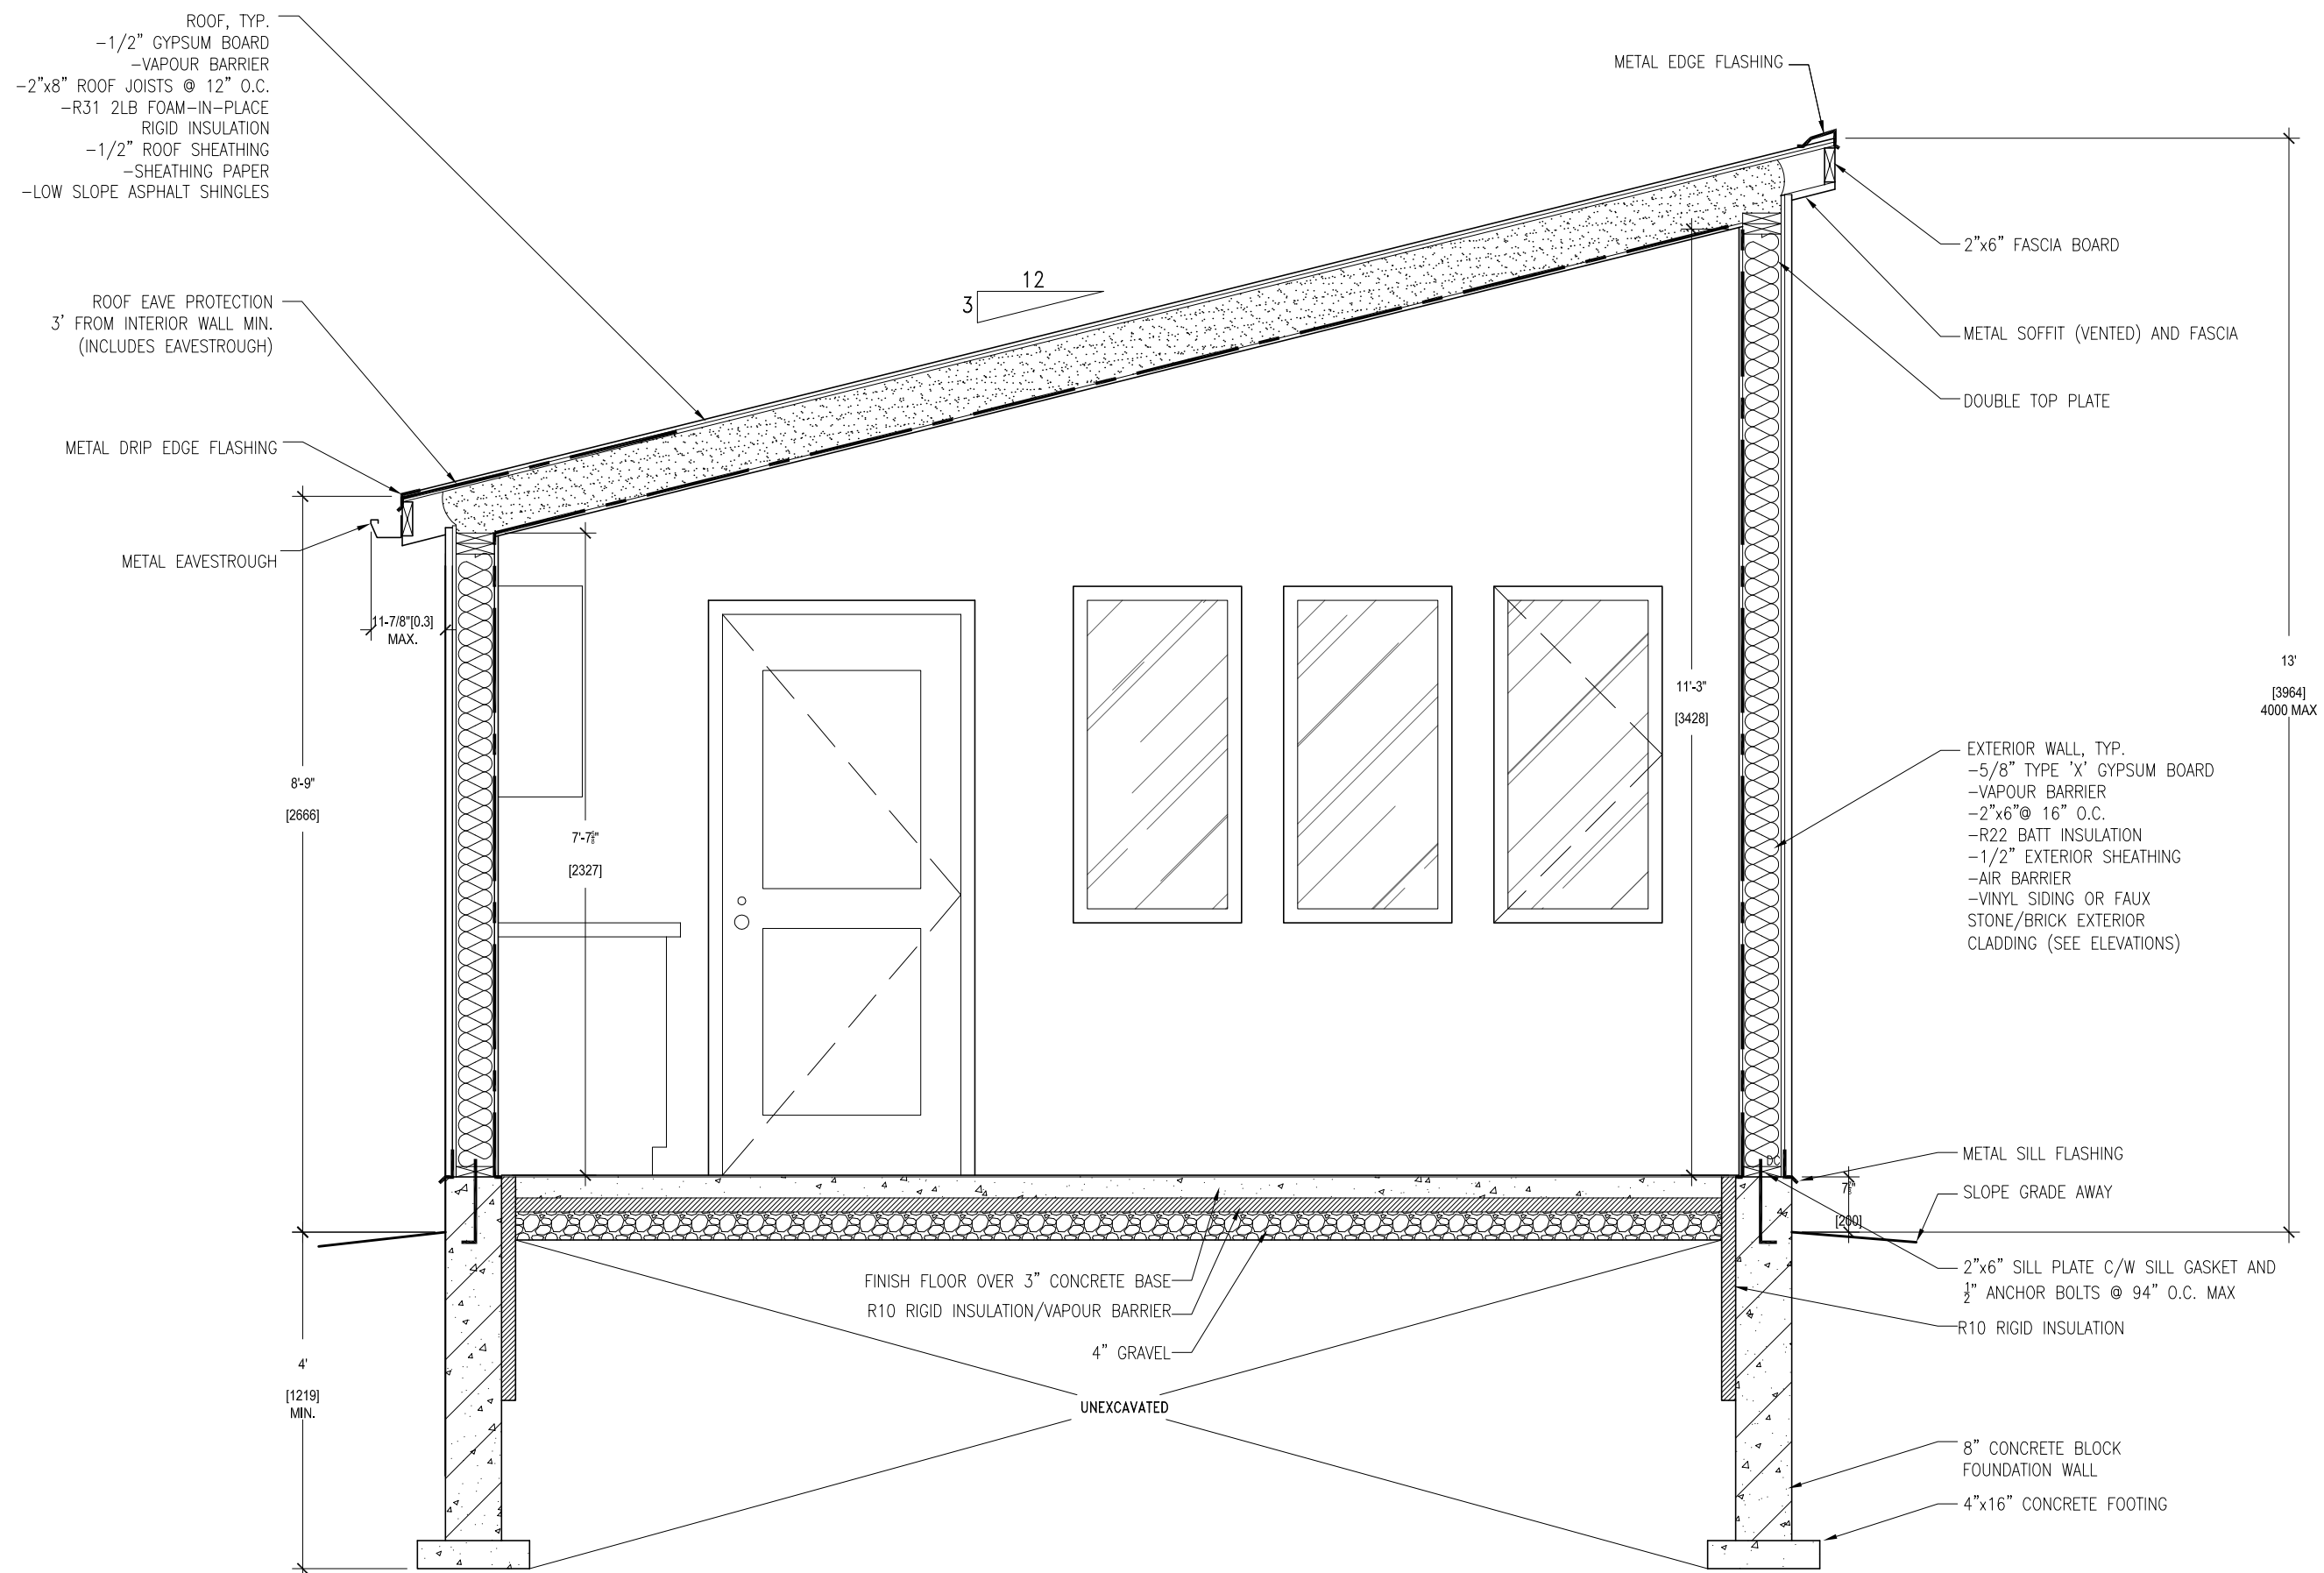 ROOF, TYP.
-1/2" GYPSUM BOARD
-VAPOUR BARRIER
-2"x8" ROOF JOISTS @ 12" O.C.
-R31 2LB FOAM-IN-PLACE
RIGID INSULATION
-1/2" ROOF SHEATHING
-SHEATHING PAPER
-LOW SLOPE ASPHALT SHINGLES
ROOF EAVE PROTECTION
3' FROM INTERIOR WALL MIN.
(INCLUDES EAVESTROUGH)
METAL DRIP EDGE FLASHING
METAL EAVESTROUGH
11-7/8"[0.3]
MAX.
8'-9"
[2666]
4'
[1219]
MIN.
12
3
7'-7⅝"
[2327]
11'-3"
[3428]
METAL EDGE FLASHING
2"x6" FASCIA BOARD
METAL SOFFIT (VENTED) AND FASCIA
DOUBLE TOP PLATE
13'
[3964]
4000 MAX
EXTERIOR WALL, TYP.
-5/8" TYPE 'X' GYPSUM BOARD
-VAPOUR BARRIER
-2"x6"@ 16" O.C.
-R22 BATT INSULATION
-1/2" EXTERIOR SHEATHING
-AIR BARRIER
-VINYL SIDING OR FAUX
STONE/BRICK EXTERIOR
CLADDING (SEE ELEVATIONS)
DC
METAL SILL FLASHING
SLOPE GRADE AWAY
7⅞"
[200]
2"x6" SILL PLATE C/W SILL GASKET AND
½" ANCHOR BOLTS @ 94" O.C. MAX
R10 RIGID INSULATION
FINISH FLOOR OVER 3" CONCRETE BASE
R10 RIGID INSULATION/VAPOUR BARRIER
4" GRAVEL
UNEXCAVATED
8" CONCRETE BLOCK
FOUNDATION WALL
4"x16" CONCRETE FOOTING